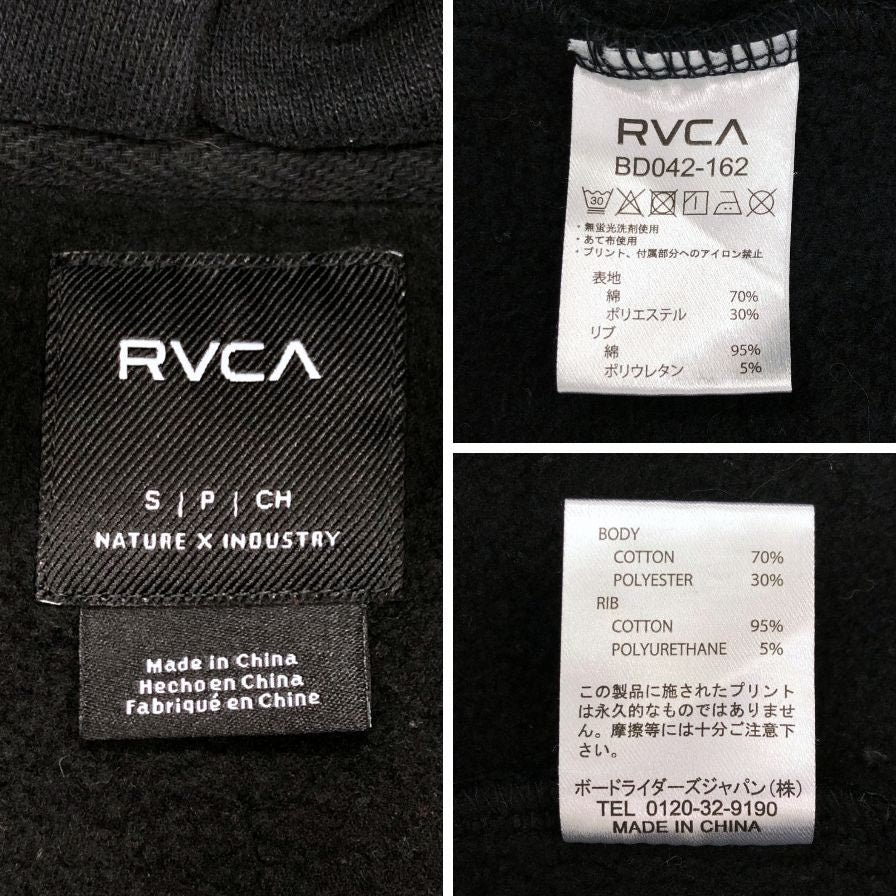 RVCA
S | P | CH
NATURE X INDUSTRY
Made in China
Hecho en China
Fabriqué en Chine
RVCA
BD042-162
30
・無蛍光洗剤使用
・あて布使用
・プリント、付属部分へのアイロン禁止
表地
綿 70%
ポリエステル 30%
リブ
綿 95%
ポリウレタン 5%
BODY
COTTON 70%
POLYESTER 30%
RIB
COTTON 95%
POLYURETHANE 5%
この製品に施されたプリント
は永久的なものではありませ
ん。摩擦等には十分ご注意下
さい。
ボードライダーズジャパン(株)
TEL 0120-32-9190
MADE IN CHINA